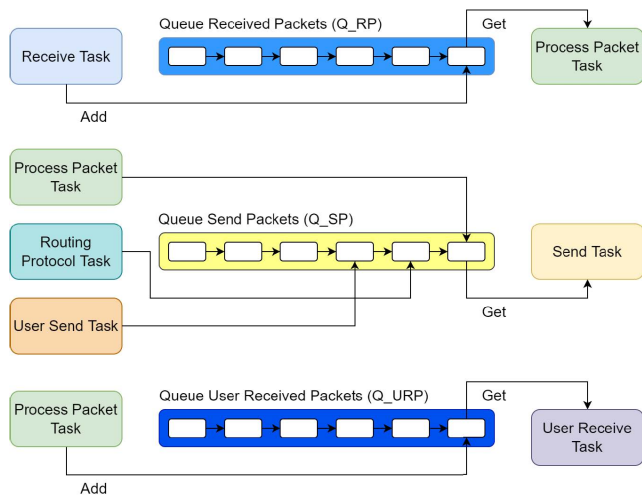 Queue Received Packets (Q_RP)
Get
Receive Task
Process Packet
Task
Add
Process Packet
Task
Queue Send Packets (Q_SP)
Routing
Protocol Task
Send Task
User Send Task
Get
Queue User Received Packets (Q_URP)
Get
Process Packet
Task
User Receive
Task
Add